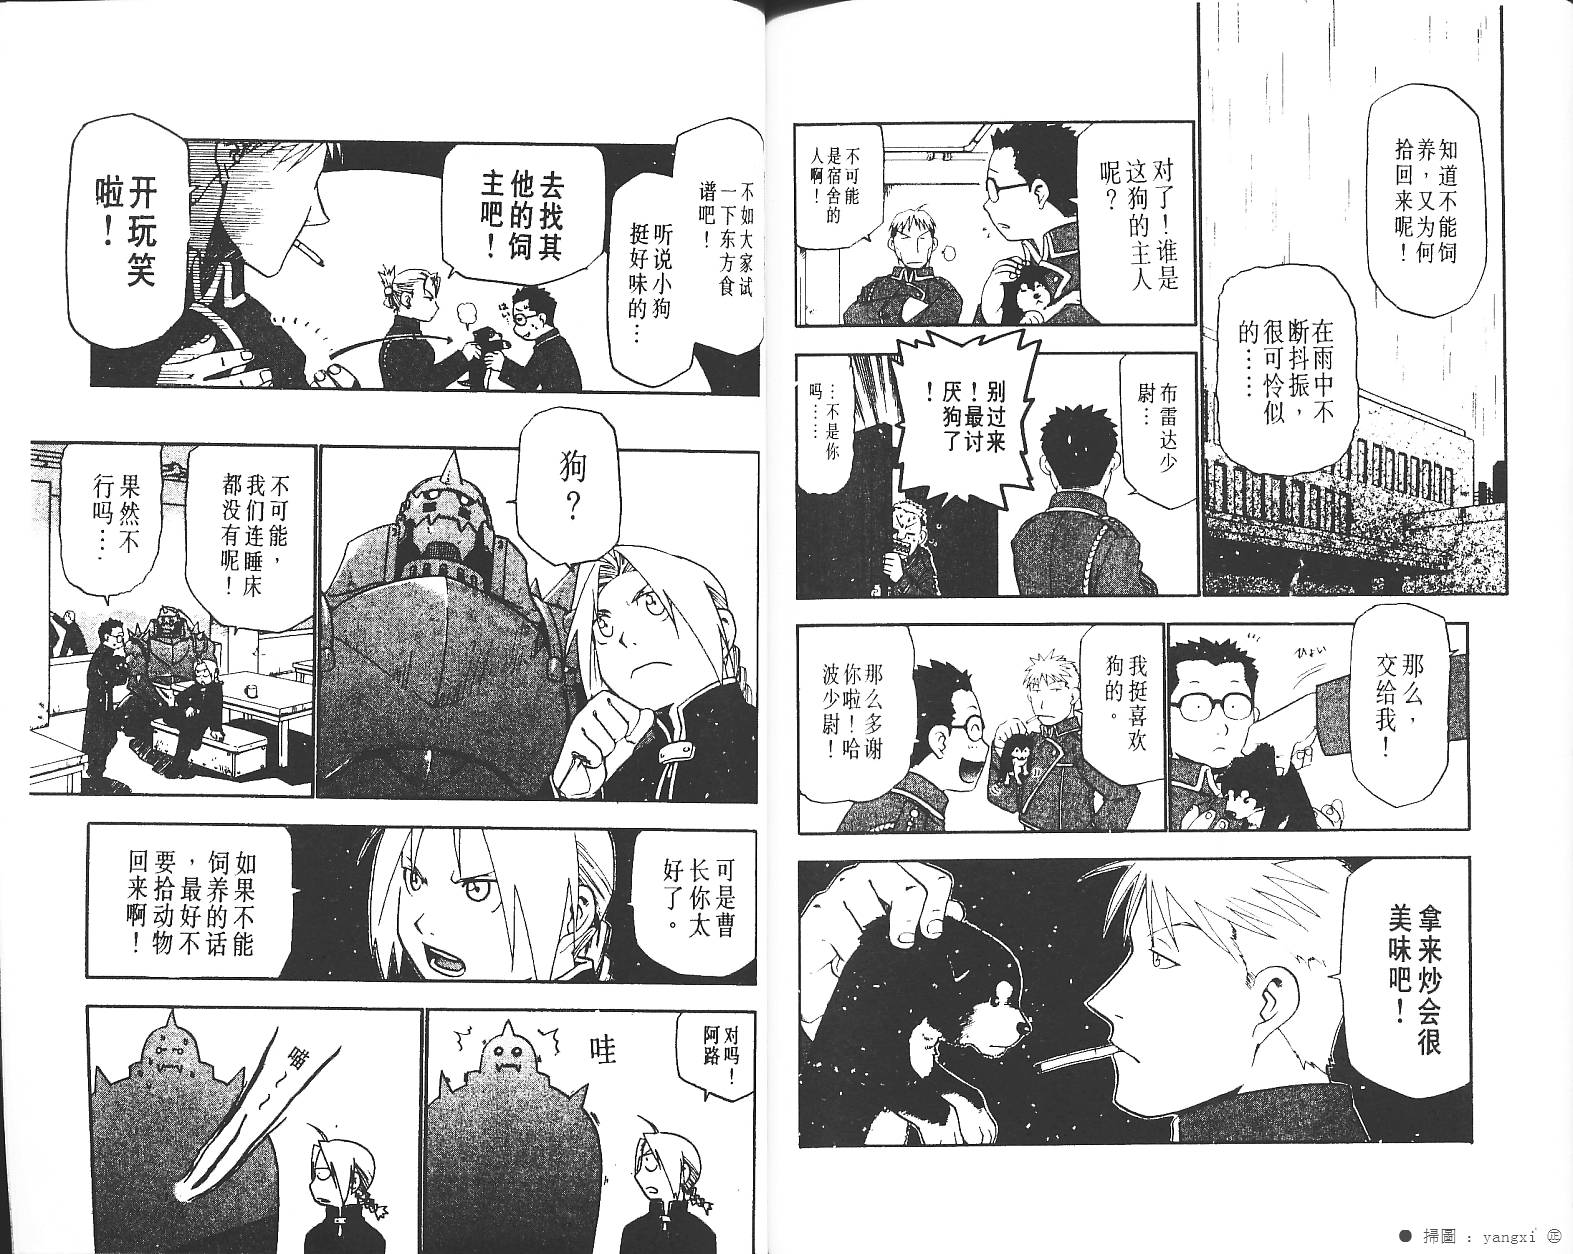 知道不能饲
养,又为何
拾回来呢!
在雨中不
断抖振,
很可怜似
的……
对了!谁是
这狗的主人
呢?
不可能
是宿舍的
人啊!
布雷达少
尉…
别过来
!最讨
厌狗了
!
…不是你
吗……
那么,
交给我!
ひょい
我挺喜欢
狗的。
那么多谢
你啦!哈
波少尉!
拿来炒会很
美味吧!
不如大家试
一下东方食
谱吧!
听说小狗
挺好味的…
去找其
他的饲
主吧!
开玩笑
啦!
狗?
不可能,
我们连睡床
都没有呢!
果然不
行吗…
可是曹
长你太
好了。
如果不能
饲养的话
,最好不
要拾动物
回来啊!
对吗!
阿路
哇
喵~~
● 掃圖 : yangxi ㊣